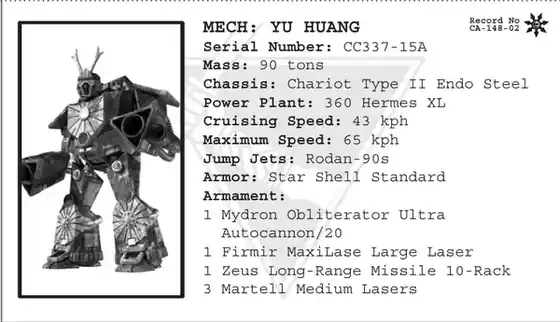 MECH: YU HUANG
Record No
CA-148-02
Serial Number: CC337-15A
Mass: 90 tons
Chassis: Chariot Type II Endo Steel
Power Plant: 360 Hermes XL
Cruising Speed: 43 kph
Maximum Speed: 65 kph
Jump Jets: Rodan-90s
Armor: Star Shell Standard
Armament:
1 Mydron Obliterator Ultra
Autocannon/20
1 Firmir MaxiLase Large Laser
1 Zeus Long-Range Missile 10-Rack
3 Martell Medium Lasers